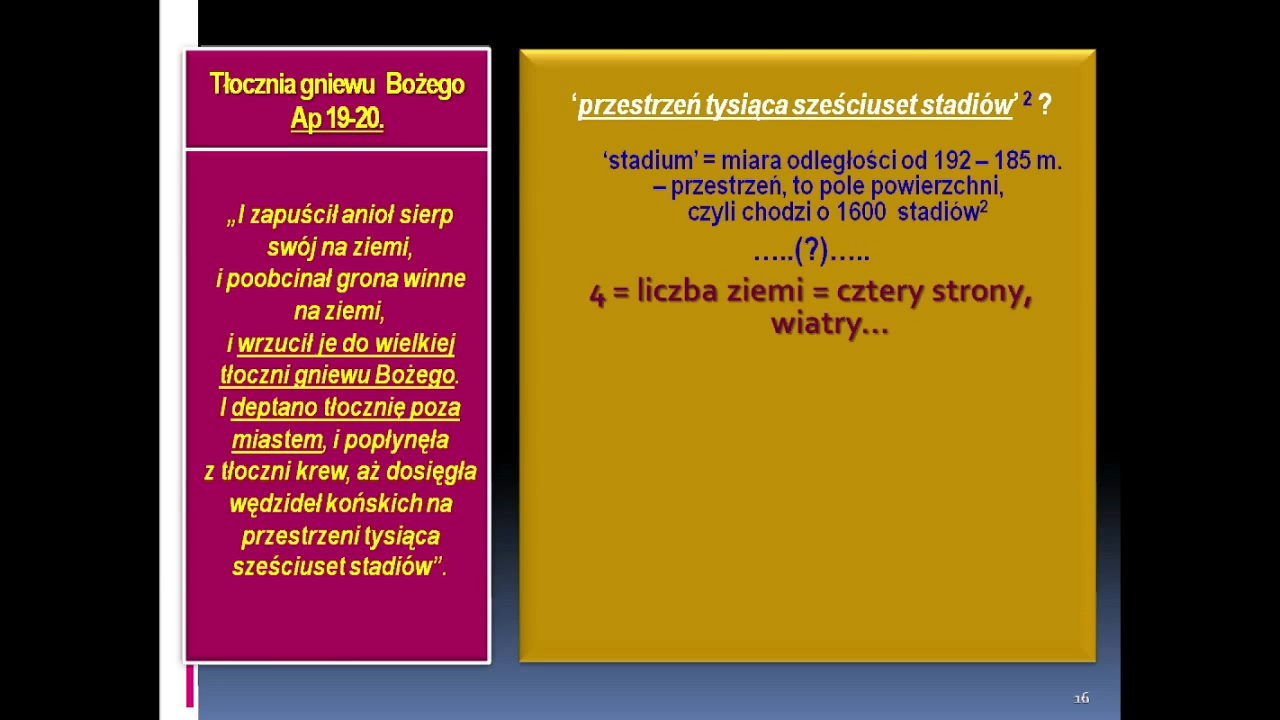 Tłocznia gniewu Bożego
Ap 19-20.
„I zapuścił anioł sierp
swój na ziemi,
i poobcinał grona winne
na ziemi,
i wrzucił je do wielkiej
tłoczni gniewu Bożego.
I deptano tłocznię poza
miastem, i popłynęła
z tłoczni krew, aż dosięgła
wędzideł końskich na
przestrzeni tysiąca
sześciuset stadiów”.
‘przestrzeń tysiąca sześciuset stadiów’ ² ?
‘stadium’ = miara odległości od 192 – 185 m.
– przestrzeń, to pole powierzchni,
czyli chodzi o 1600 stadiów²
…..(?)…..
4 = liczba ziemi = cztery strony,
wiatry…
16